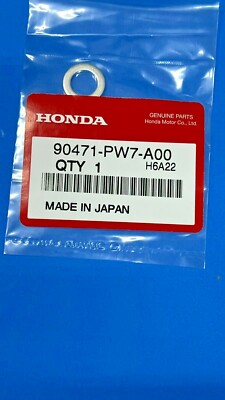 HONDA
GENUINE PARTS
Honda Motor Co., Ltd.
90471-PW7-A00
QTY 1
H6A22
MADE IN JAPAN